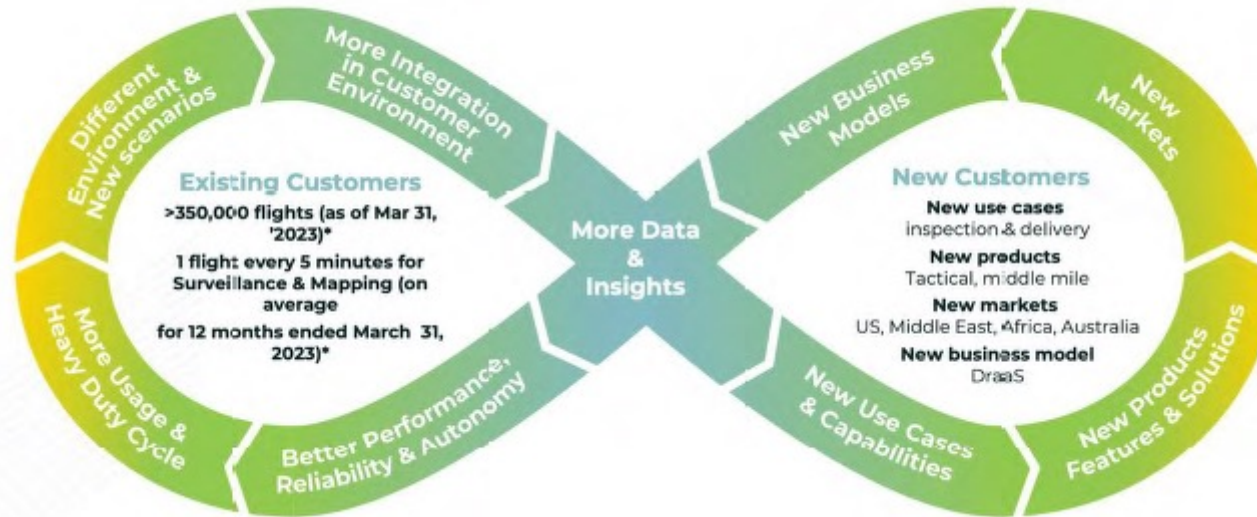 Different
Environment &
New scenarios
More Integration
in Customer
Environment
Existing Customers
>350,000 flights (as of Mar 31,
'2023)*
1 flight every 5 minutes for
Surveillance & Mapping (on
average
for 12 months ended March 31,
2023)*
More Usage &
Heavy Duty Cycle
Better Performance,
Reliability & Autonomy
More Data
&
Insights
New Business
Models
New
Markets
New Customers
New use cases
inspection & delivery
New products
Tactical, middle mile
New markets
US, Middle East, Africa, Australia
New business model
DraaS
New Use Cases
& Capabilities
New Products
Features & Solutions